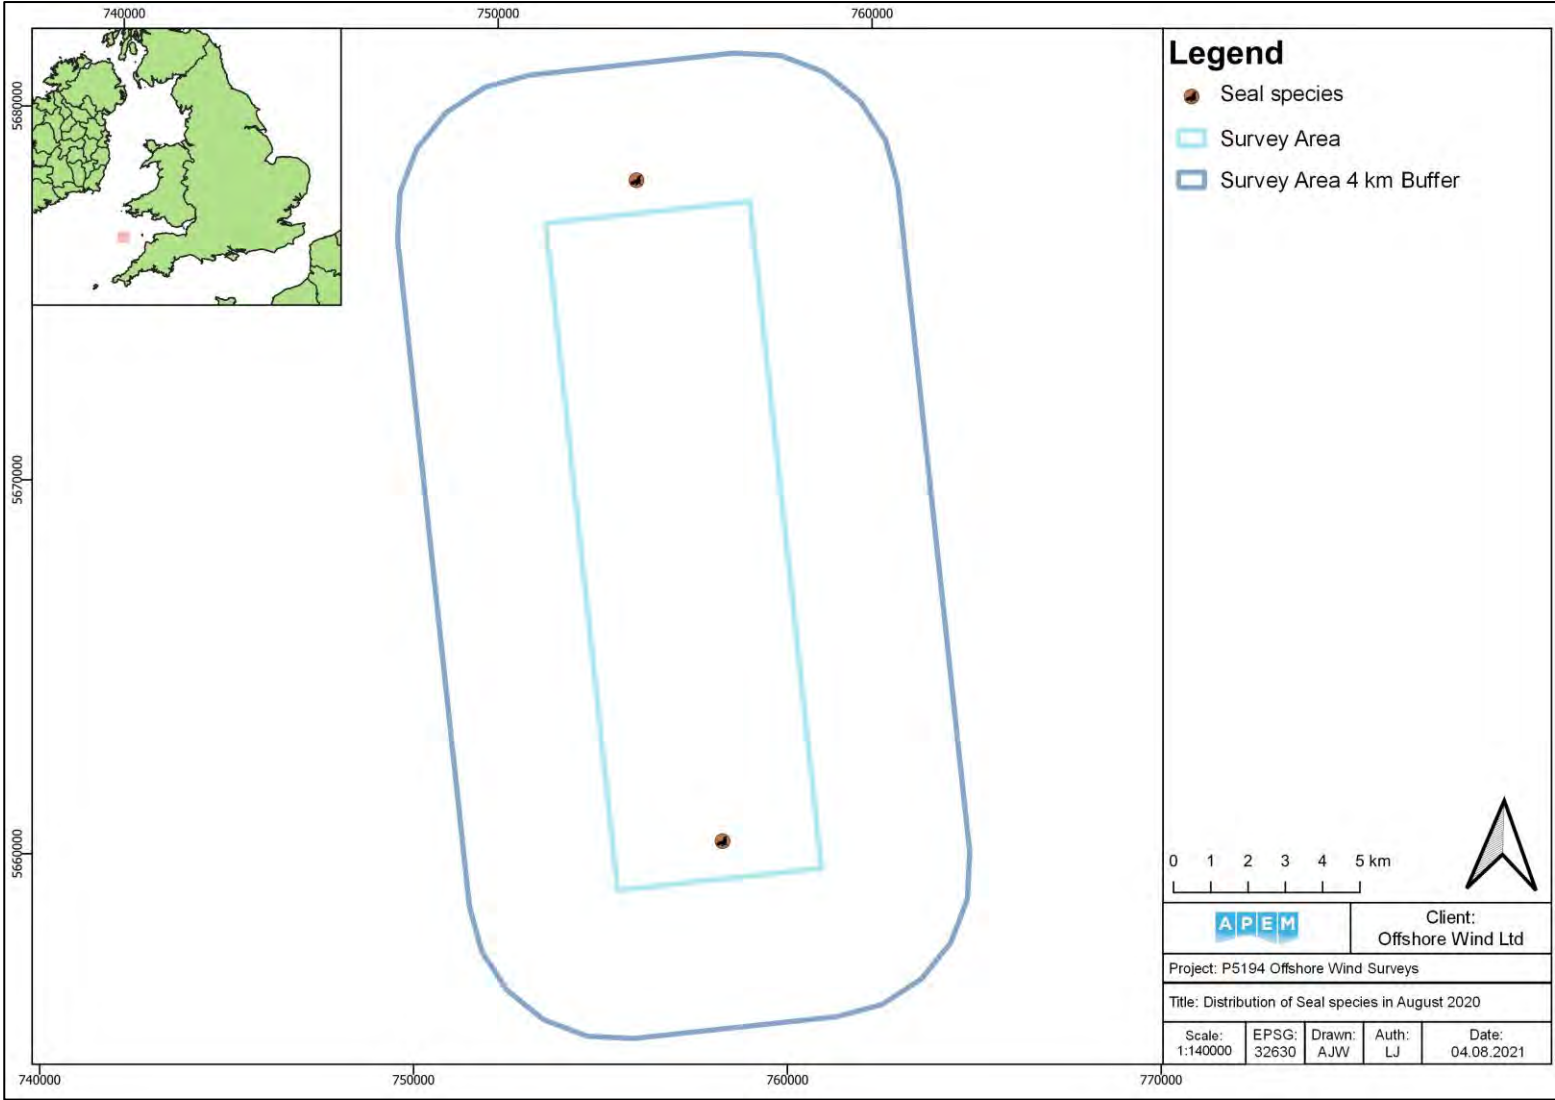 740000
750000
760000
5680000
5670000
5660000
740000
750000
760000
770000
Legend
Seal species
Survey Area
Survey Area 4 km Buffer
0 1 2 3 4 5 km
APEM
Client:
Offshore Wind Ltd
Project: P5194 Offshore Wind Surveys
Title: Distribution of Seal species in August 2020
Scale:
1:140000
EPSG:
32630
Drawn:
AJW
Auth:
LJ
Date:
04.08.2021